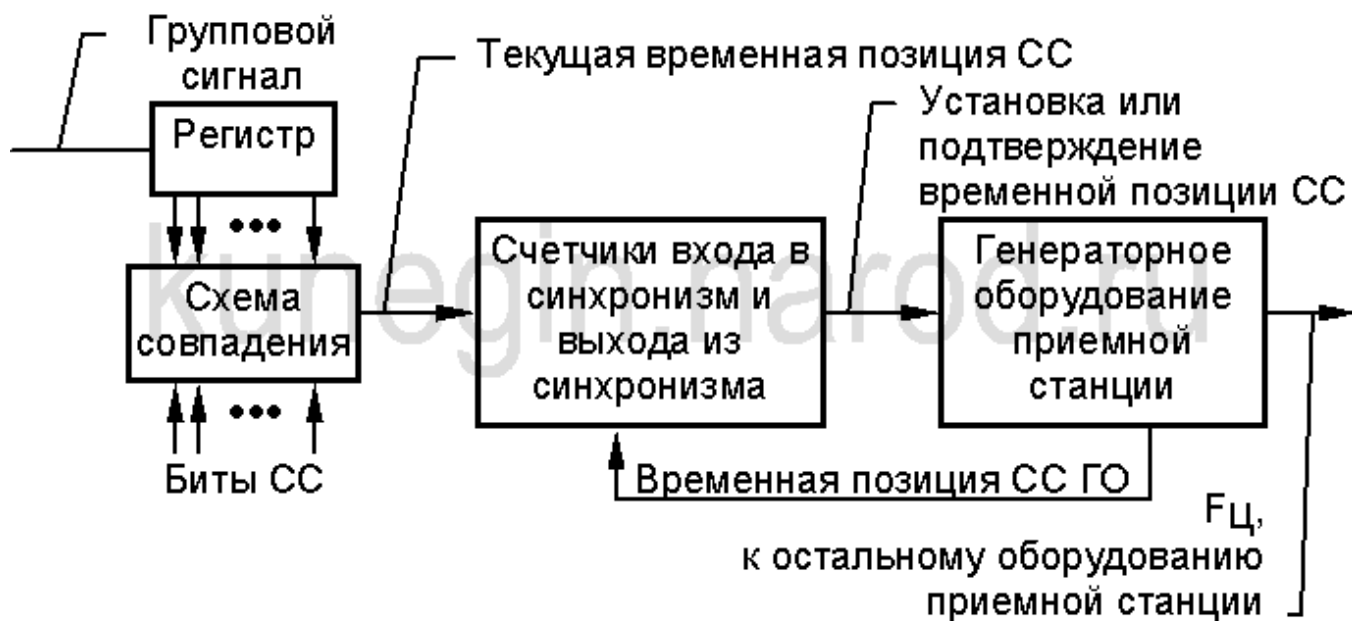 Групповой
сигнал
Текущая временная позиция СС
Регистр
Установка или
подтверждение
временной позиции СС
Схема
совпадения
Счетчики входа в
синхронизм и
выхода из
синхронизма
Генераторное
оборудование
приемной
станции
Биты СС
Временная позиция СС ГО
Fц,
к остальному оборудованию
приемной станции
kunegin.narod.ru